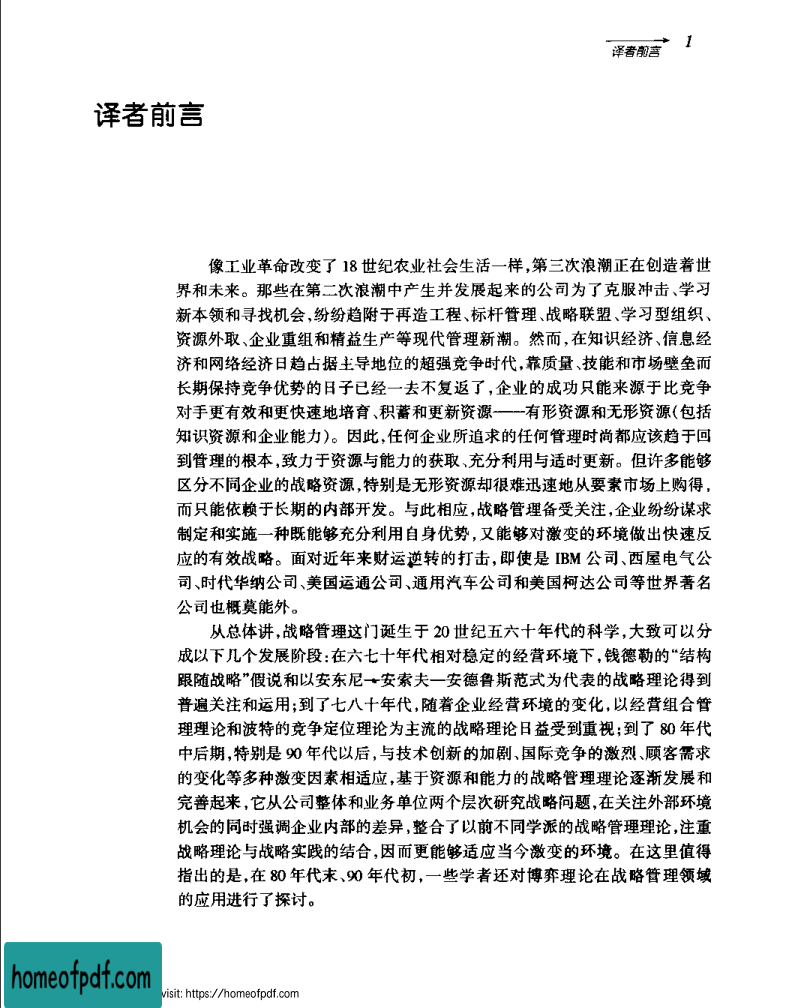 译者前言 1
译者前言
像工业革命改变了 18 世纪农业社会生活一样,第三次浪潮正在创造着世
界和未来。那些在第二次浪潮中产生并发展起来的公司为了克服冲击、学习
新本领和寻找机会,纷纷趋附于再造工程、标杆管理、战略联盟、学习型组织、
资源外取、企业重组和精益生产等现代管理新潮。然而,在知识经济、信息经
济和网络经济日趋占据主导地位的超强竞争时代,靠质量、技能和市场壁垒而
长期保持竞争优势的日子已经一去不复返了,企业的成功只能来源于比竞争
对手更有效和更快速地培育、积蓄和更新资源——有形资源和无形资源(包括
知识资源和企业能力)。因此,任何企业所追求的任何管理时尚都应该趋于回
到管理的根本,致力于资源与能力的获取、充分利用与适时更新。但许多能够
区分不同企业的战略资源,特别是无形资源却很难迅速地从要素市场上购得,
而只能依赖于长期的内部开发。与此相应,战略管理备受关注,企业纷纷谋求
制定和实施一种既能够充分利用自身优势,又能够对激变的环境做出快速反
应的有效战略。面对近年来财运逆转的打击,即使是 IBM 公司、西屋电气公
司、时代华纳公司、美国运通公司、通用汽车公司和美国柯达公司等世界著名
公司也概莫能外。
从总体讲,战略管理这门诞生于 20 世纪五六十年代的科学,大致可以分
成以下几个发展阶段:在六七十年代相对稳定的经营环境下,钱德勒的“结构
跟随战略”假说和以安东尼—安索夫—安德鲁斯范式为代表的战略理论得到
普遍关注和运用;到了七八十年代,随着企业经营环境的变化,以经营组合管
理理论和波特的竞争定位理论为主流的战略理论日益受到重视;到了 80 年代
中后期,特别是 90 年代以后,与技术创新的加剧、国际竞争的激烈、顾客需求
的变化等多种激变因素相适应,基于资源和能力的战略管理理论逐渐发展和
完善起来,它从公司整体和业务单位两个层次研究战略问题,在关注外部环境
机会的同时强调企业内部的差异,整合了以前不同学派的战略管理理论,注重
战略理论与战略实践的结合,因而更能够适应当今激变的环境。在这里值得
指出的是,在 80 年代末、90 年代初,一些学者还对博弈理论在战略管理领域
的应用进行了探讨。
homeofpdf.com
visit: https://homeofpdf.com